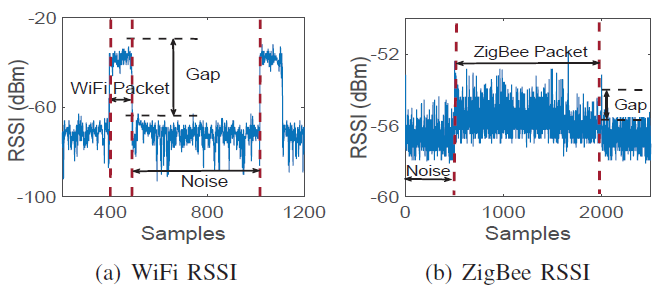 -20
-60
-100
RSSI (dBm)
WiFi Packet
Gap
Noise
400
800
1200
Samples
(a) WiFi RSSI
-52
-56
-60
RSSI (dBm)
ZigBee Packet
Gap
Noise
0
1000
2000
Samples
(b) ZigBee RSSI